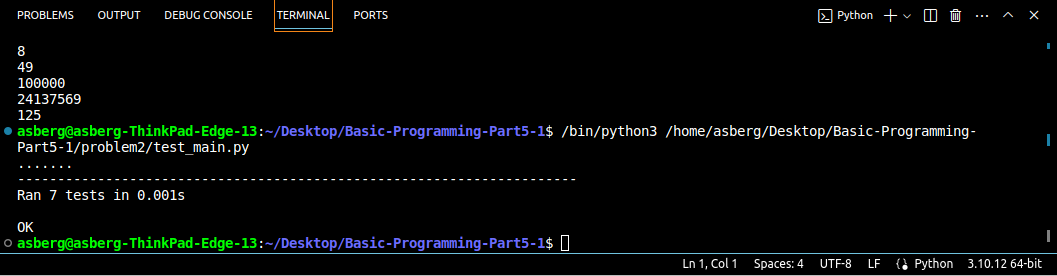 PROBLEMS OUTPUT DEBUG CONSOLE TERMINAL PORTS Python
8
49
100000
24137569
125
asberg@asberg-ThinkPad-Edge-13:~/Desktop/Basic-Programming-Part5-1$ /bin/python3 /home/asberg/Desktop/Basic-Programming-
Part5-1/problem2/test_main.py
.......
----------------------------------------------------------------------
Ran 7 tests in 0.001s
OK
asberg@asberg-ThinkPad-Edge-13:~/Desktop/Basic-Programming-Part5-1$
Ln 1, Col 1 Spaces: 4 UTF-8 LF Python 3.10.12 64-bit